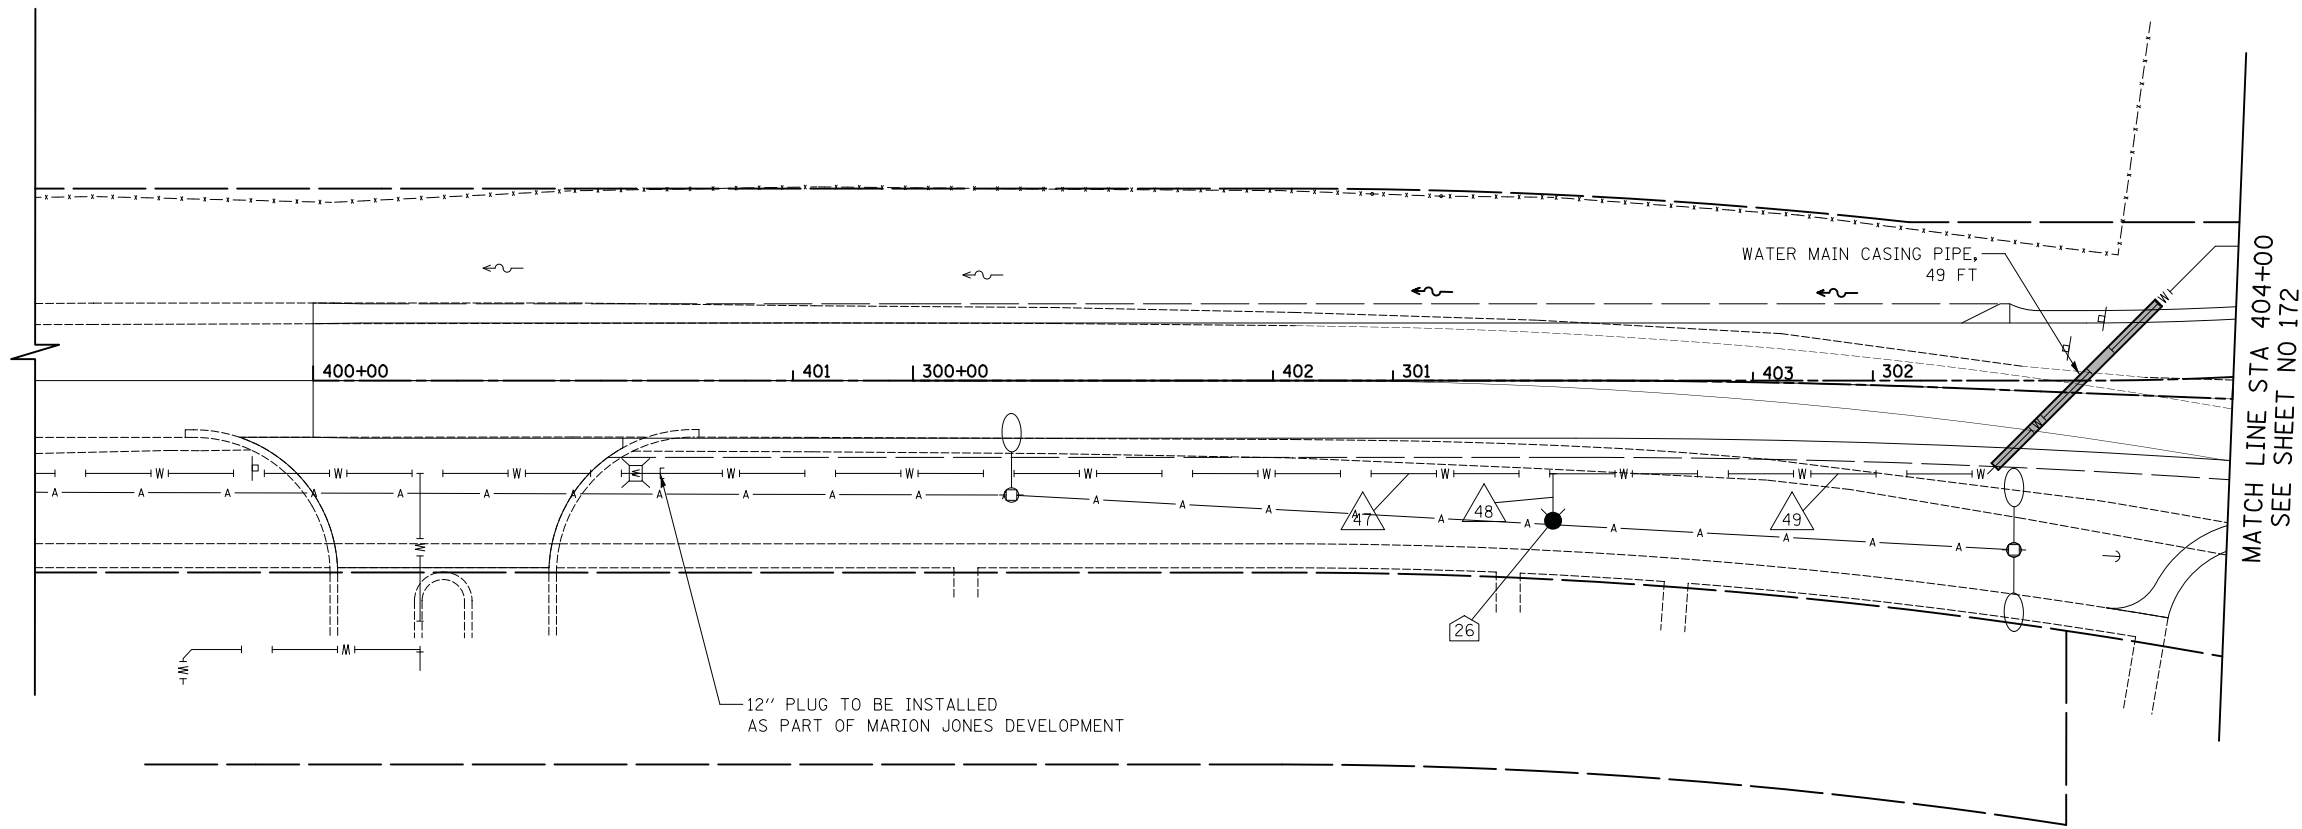 WATER MAIN CASING PIPE,
49 FT
400+00
401
300+00
402
301
403
302
MATCH LINE STA 404+00
SEE SHEET NO 172
W W W W W W W W W W W
A A A A A A A A A A A A
A A A A A A A A A A A
47
48
49
W
W
W
W
W
W
26
12" PLUG TO BE INSTALLED
AS PART OF MARION JONES DEVELOPMENT